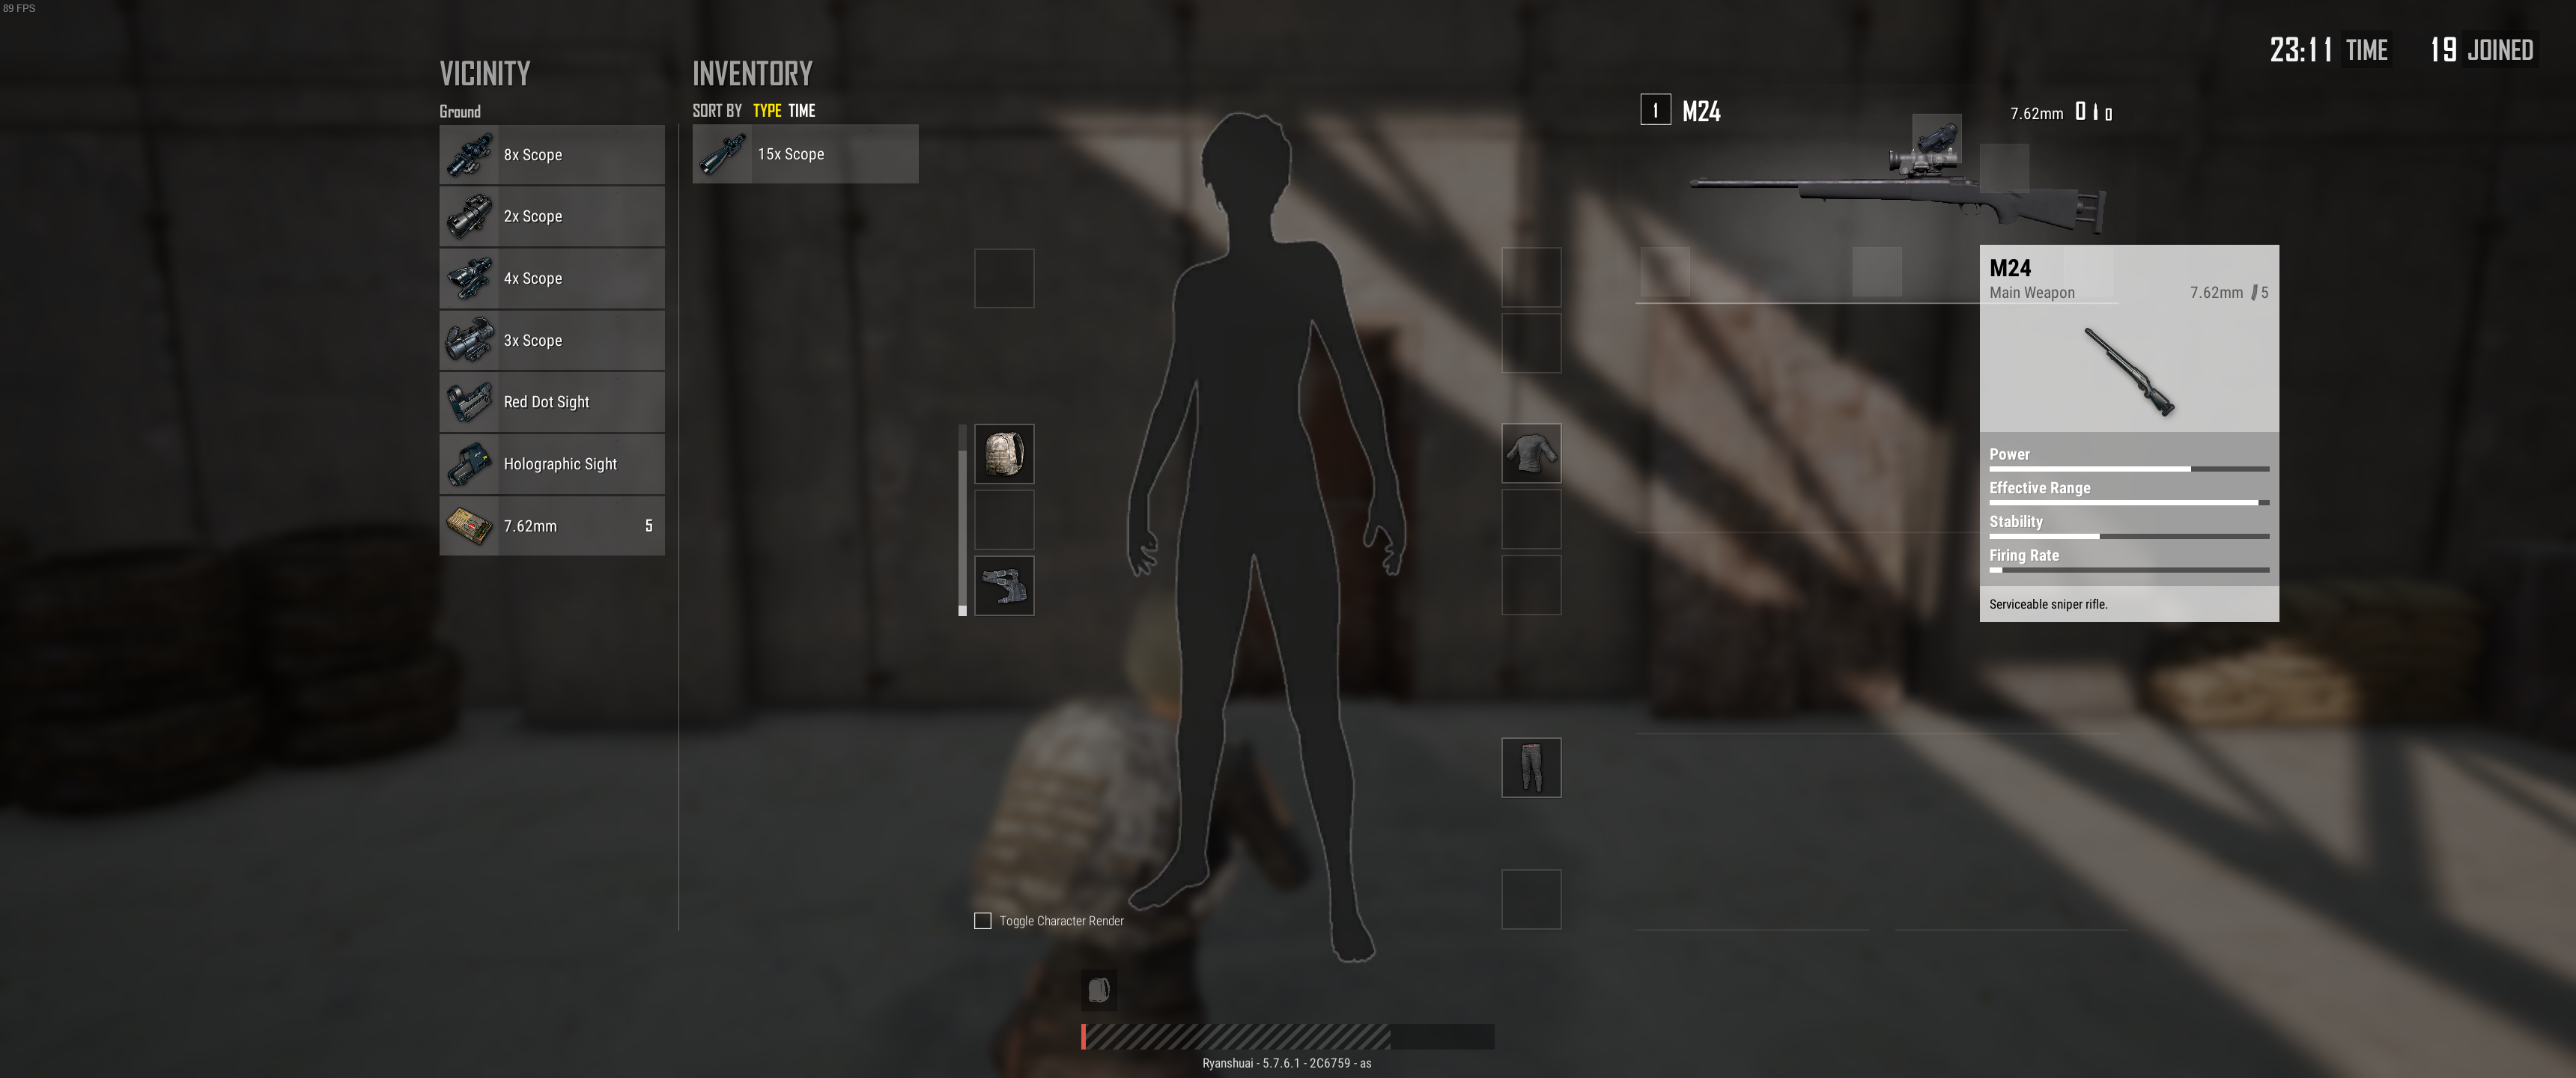 89 FPS
23:11 TIME 19 JOINED
VICINITY
Ground
8x Scope
2x Scope
4x Scope
3x Scope
Red Dot Sight
Holographic Sight
7.62mm 5
INVENTORY
SORT BY TYPE TIME
15x Scope
Toggle Character Render
1 M24 7.62mm 0 0
M24
Main Weapon 7.62mm 5
Power
Effective Range
Stability
Firing Rate
Serviceable sniper rifle.
Ryanshuai - 5.7.6.1 - 2C6759 - as